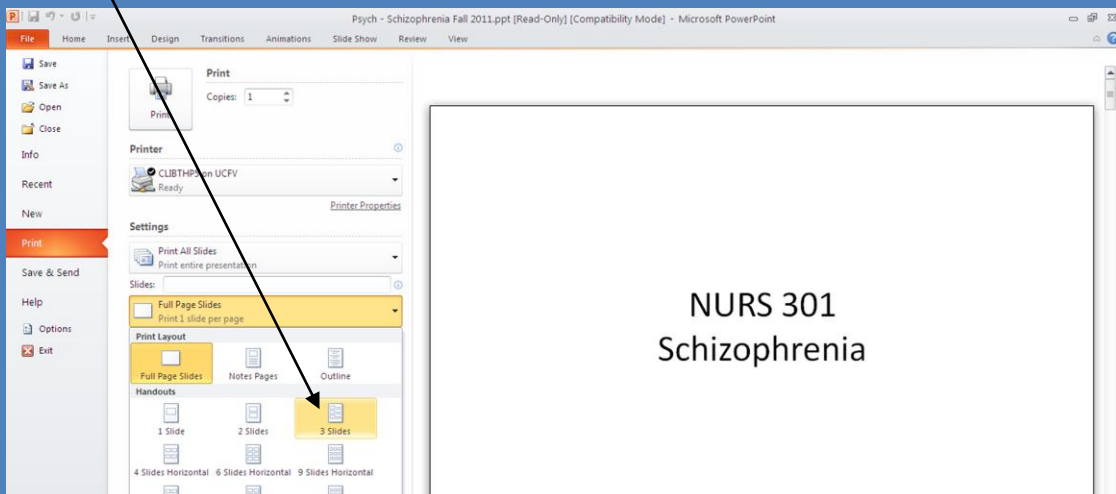 Psych - Schizophrenia Fall 2011.ppt [Read-Only] [Compatibility Mode] - Microsoft PowerPoint
File Home Insert Design Transitions Animations Slide Show Review View
Save
Save As
Open
Close
Info
Recent
New
Print
Save & Send
Help
Options
Exit
Print
Print
Copies: 1
Printer
CLIBTHP5 on UCFV
Ready
Printer Properties
Settings
Print All Slides
Print entire presentation
Slides:
Full Page Slides
Print 1 slide per page
Print Layout
Full Page Slides Notes Pages Outline
Handouts
1 Slide 2 Slides 3 Slides
4 Slides Horizontal 6 Slides Horizontal 9 Slides Horizontal
NURS 301
Schizophrenia